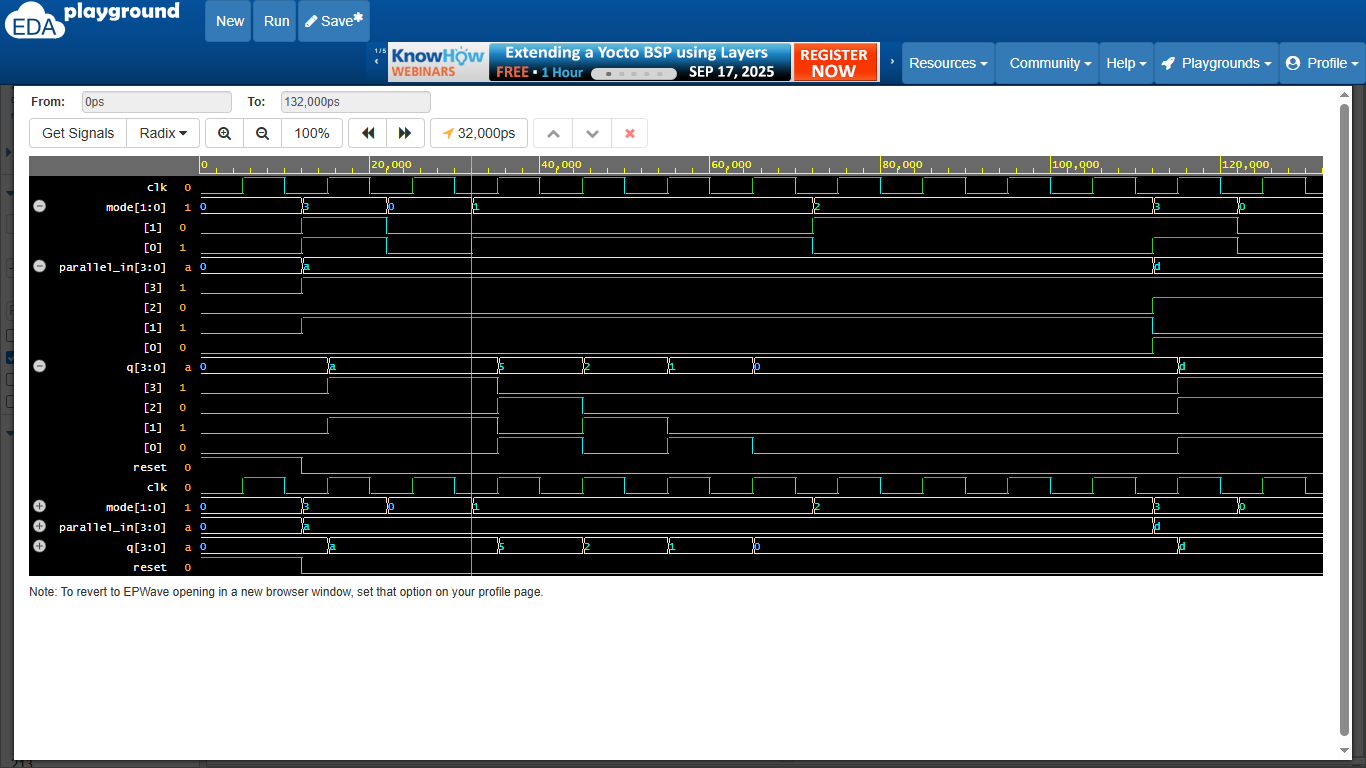 EDA playground New Run Save*
1/5 KnowHow WEBINARS Extending a Yocto BSP using Layers FREE • 1 Hour SEP 17, 2025 REGISTER NOW
Resources Community Help Playgrounds Profile
From: 0ps To: 132,000ps
Get Signals Radix 100% 32,000ps
0 20,000 40,000 60,000 80,000 100,000 120,000
clk 0
mode[1:0] 1 0 3 0 1 2 3 0
[1] 0
[0] 1
parallel_in[3:0] a 0 a d
[3] 1
[2] 0
[1] 1
[0] 0
q[3:0] a 0 a 5 2 1 0 d
[3] 1
[2] 0
[1] 1
[0] 0
reset 0
clk 0
mode[1:0] 1 0 3 0 1 2 3 0
parallel_in[3:0] a 0 a d
q[3:0] a 0 a 5 2 1 0 d
reset 0
Note: To revert to EPWave opening in a new browser window, set that option on your profile page.